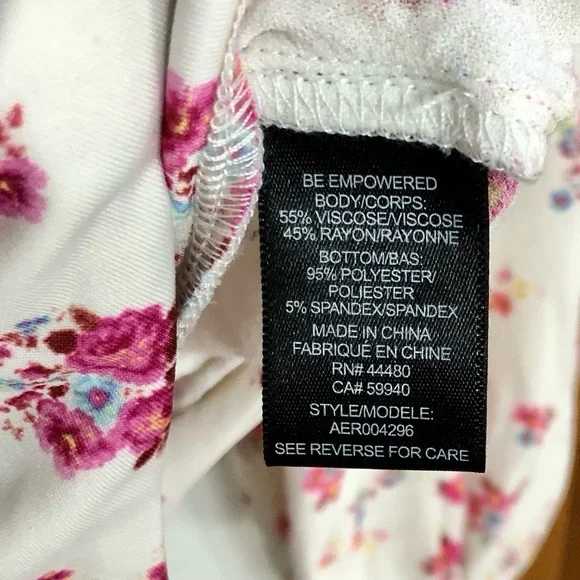 BE EMPOWERED
BODY/CORPS:
55% VISCOSE/VISCOSE
45% RAYON/RAYONNE
BOTTOM/BAS:
95% POLYESTER/
POLIESTER
5% SPANDEX/SPANDEX
MADE IN CHINA
FABRIQUÉ EN CHINE
RN# 44480
CA# 59940
STYLE/MODELE:
AER004296
SEE REVERSE FOR CARE